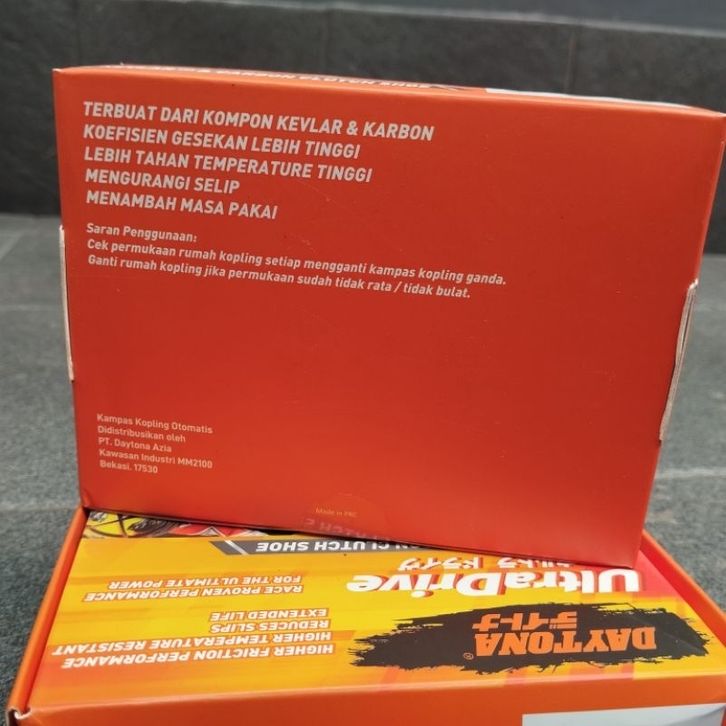 TERBUAT DARI KOMPON KEVLAR & KARBON
KOEFISIEN GESEKAN LEBIH TINGGI
LEBIH TAHAN TEMPERATURE TINGGI
MENGURANGI SELIP
MENAMBAH MASA PAKAI
Saran Penggunaan:
Cek permukaan rumah kopling setiap mengganti kampas kopling ganda.
Ganti rumah kopling jika permukaan sudah tidak rata / tidak bulat.
Kampas Kopling Otomatis
Didistribusikan oleh
PT. Daytona Azia
Kawasan Industri MM2100
Bekasi. 17530
Made in PRC
DAYTONA
デイトナ
UltraDrive
CLUTCH SHOE
RACE PROVEN PERFORMANCE
FOR THE ULTIMATE POWER
HIGHER FRICTION PERFORMANCE
HIGHER TEMPERATURE RESISTANT
REDUCES SLIPS
EXTENDED LIFE